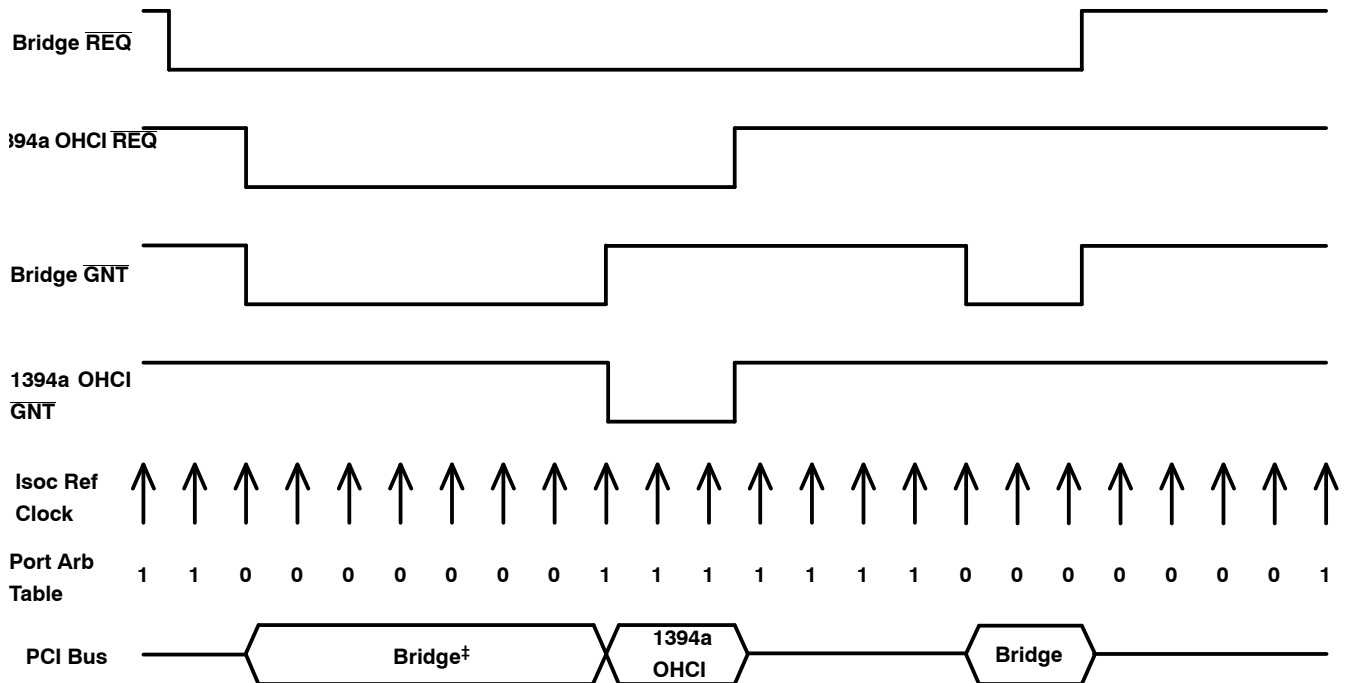 Bridge REQ
394a OHCI REQ
Bridge GNT
1394a OHCI
GNT
Isoc Ref
Clock
Port Arb
Table
1 1 0 0 0 0 0 0 0 1 1 1 1 1 1 1 0 0 0 0 0 0 0 1
PCI Bus
Bridge‡
1394a
OHCI
Bridge